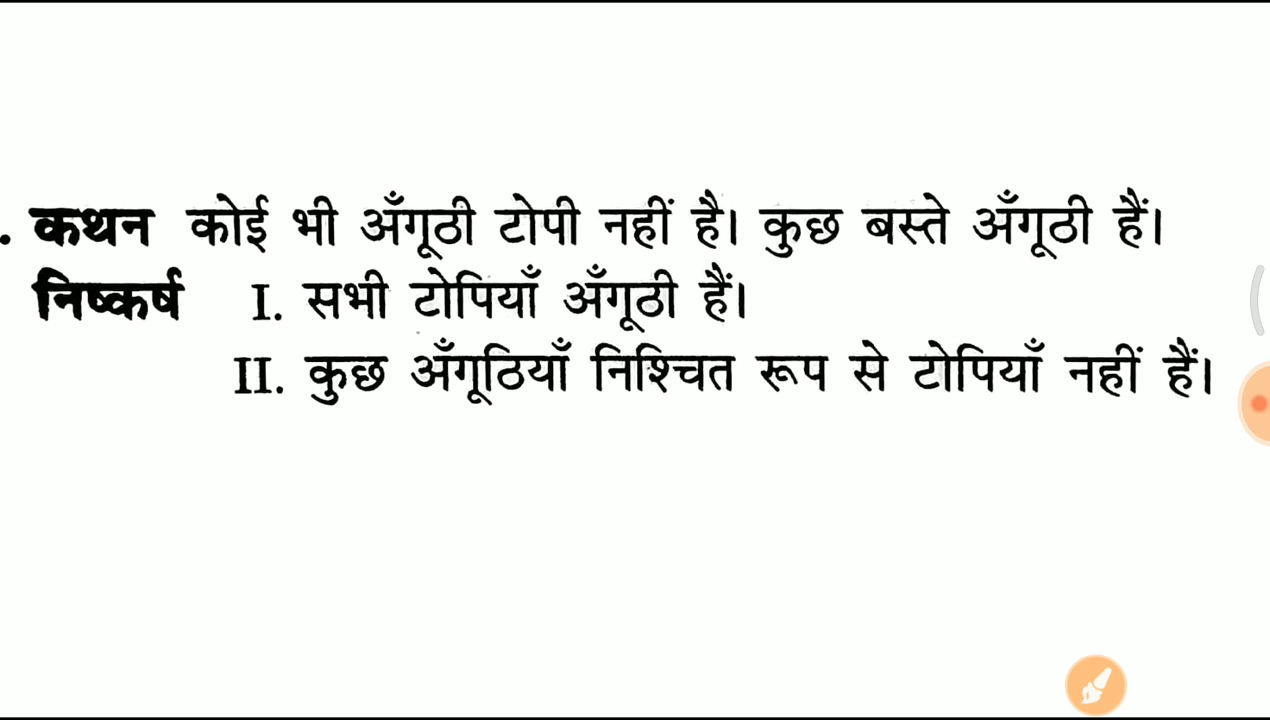 . कथन कोई भी अँगूठी टोपी नहीं है। कुछ बस्ते अँगूठी हैं।
निष्कर्ष I. सभी टोपियाँ अँगूठी हैं।
II. कुछ अँगूठियाँ निश्चित रूप से टोपियाँ नहीं हैं।